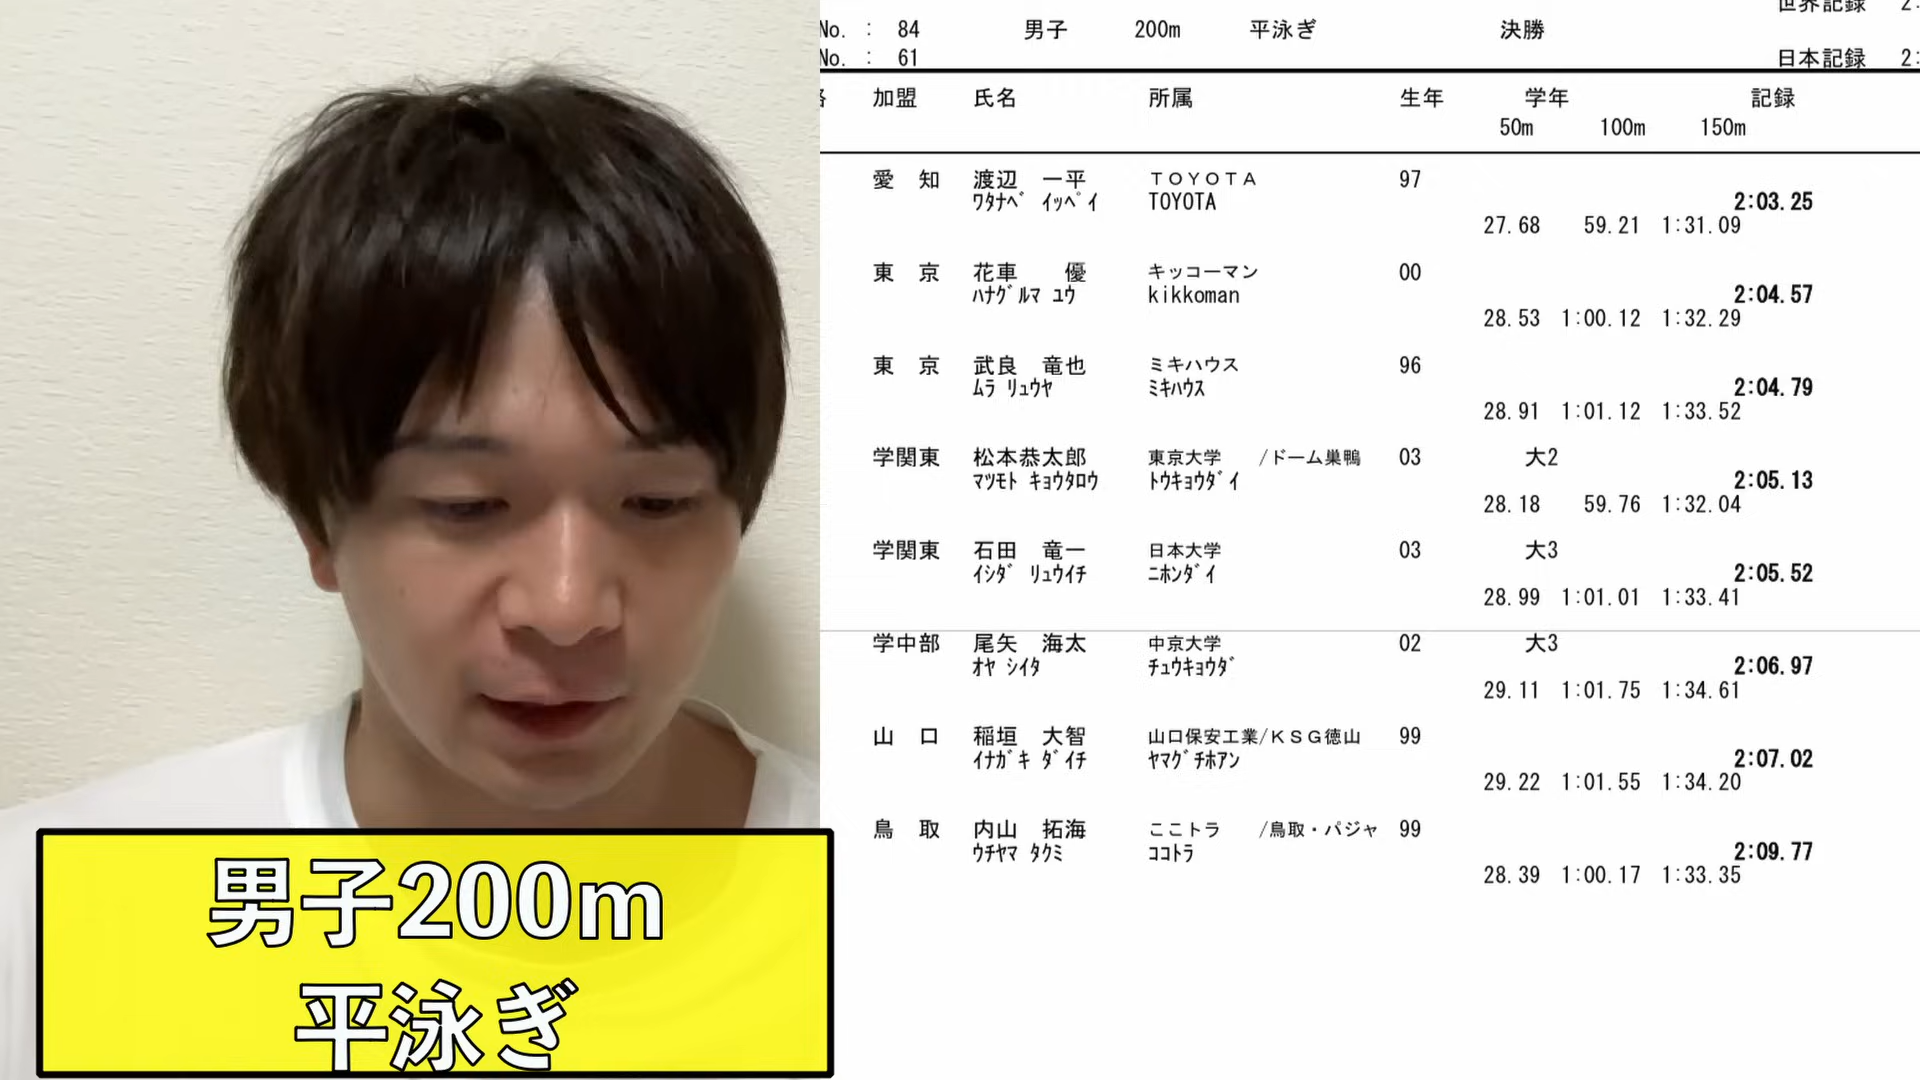 世界記録 2:
No. : 84 男子 200m 平泳ぎ 決勝
No. : 61 日本記録 2:
加盟 氏名 所属 生年 学年 記録
50m 100m 150m
愛 知 渡辺 一平 ＴＯＹＯＴＡ 97
ﾜﾀﾅﾍﾞ ｲｯﾍﾟｲ TOYOTA 2:03.25
27.68 59.21 1:31.09
東 京 花車 優 キッコーマン 00
ﾊﾅｸﾞﾙﾏ ﾕｳ kikkoman 2:04.57
28.53 1:00.12 1:32.29
東 京 武良 竜也 ミキハウス 96
ﾑﾗ ﾘｭｳﾔ ﾐｷﾊｳｽ 2:04.79
28.91 1:01.12 1:33.52
学関東 松本恭太郎 東京大学 /ドーム巣鴨 03 大2
ﾏﾂﾓﾄ ｷｮｳﾀﾛｳ ﾄｳｷｮｳﾀﾞｲ 2:05.13
28.18 59.76 1:32.04
学関東 石田 竜一 日本大学 03 大3
ｲｼﾀﾞ ﾘｭｳｲﾁ ﾆﾎﾝﾀﾞｲ 2:05.52
28.99 1:01.01 1:33.41
学中部 尾矢 海太 中京大学 02 大3
ｵﾔ ｼｲﾀ ﾁｭｳｷｮｳﾀﾞ 2:06.97
29.11 1:01.75 1:34.61
山 口 稲垣 大智 山口保安工業/ＫＳＧ徳山 99
ｲﾅｶﾞｷ ﾀﾞｲﾁ ﾔﾏｸﾞﾁﾎｱﾝ 2:07.02
29.22 1:01.55 1:34.20
鳥 取 内山 拓海 ここトラ /鳥取・パジャ 99
ｳﾁﾔﾏ ﾀｸﾐ ｺｺﾄﾗ 2:09.77
28.39 1:00.17 1:33.35
男子200m
平泳ぎ